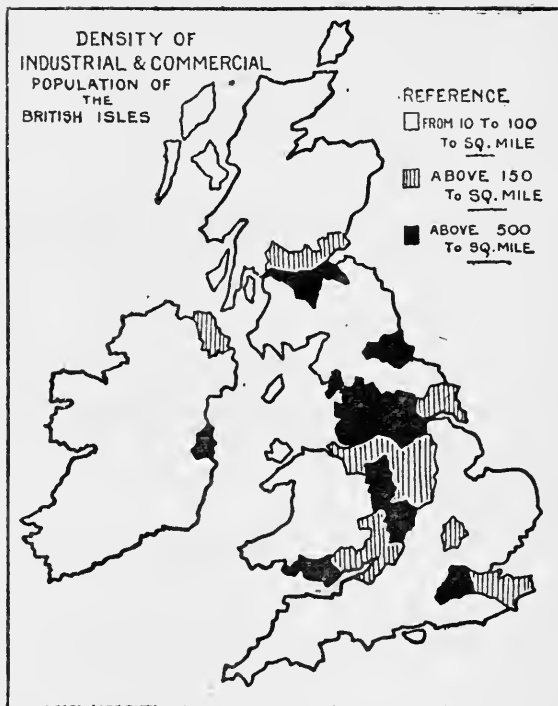 DENSITY OF
INDUSTRIAL & COMMERCIAL
POPULATION OF
THE
BRITISH ISLES
REFERENCE
FROM 10 TO 100
TO SQ. MILE
ABOVE 150
TO SQ. MILE
ABOVE 500
TO SQ. MILE